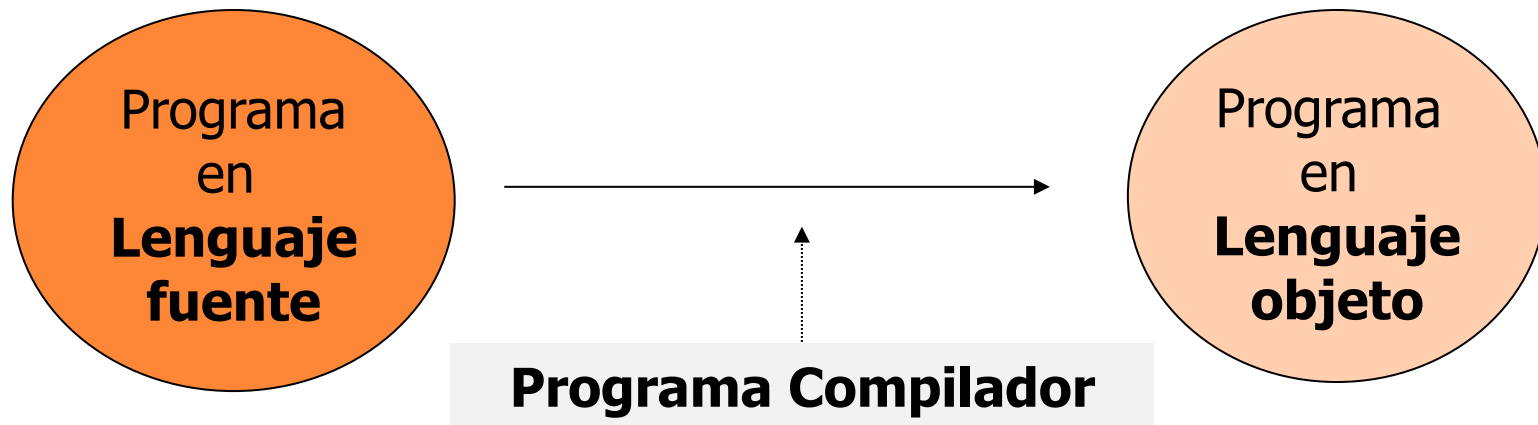 Programa
en
Lenguaje
fuente
Programa
en
Lenguaje
objeto
Programa Compilador